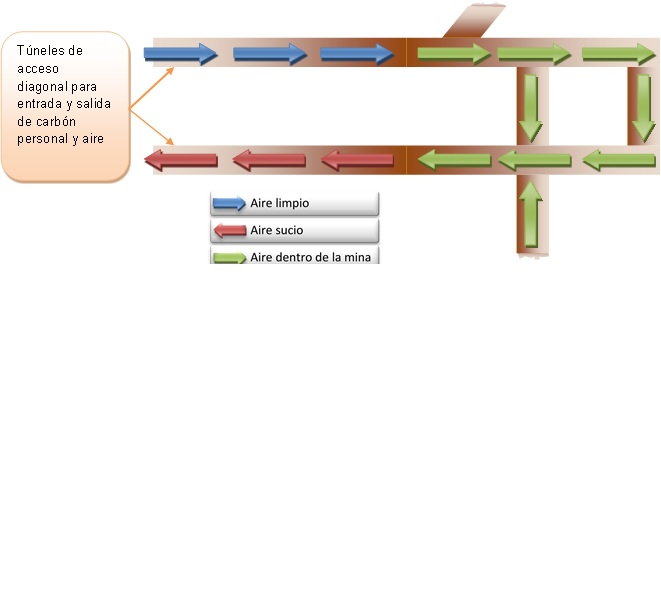 Túneles de
acceso
diagonal para
entrada y salida
de carbón
personal y aire
Aire limpio
Aire sucio
Aire dentro de la mina